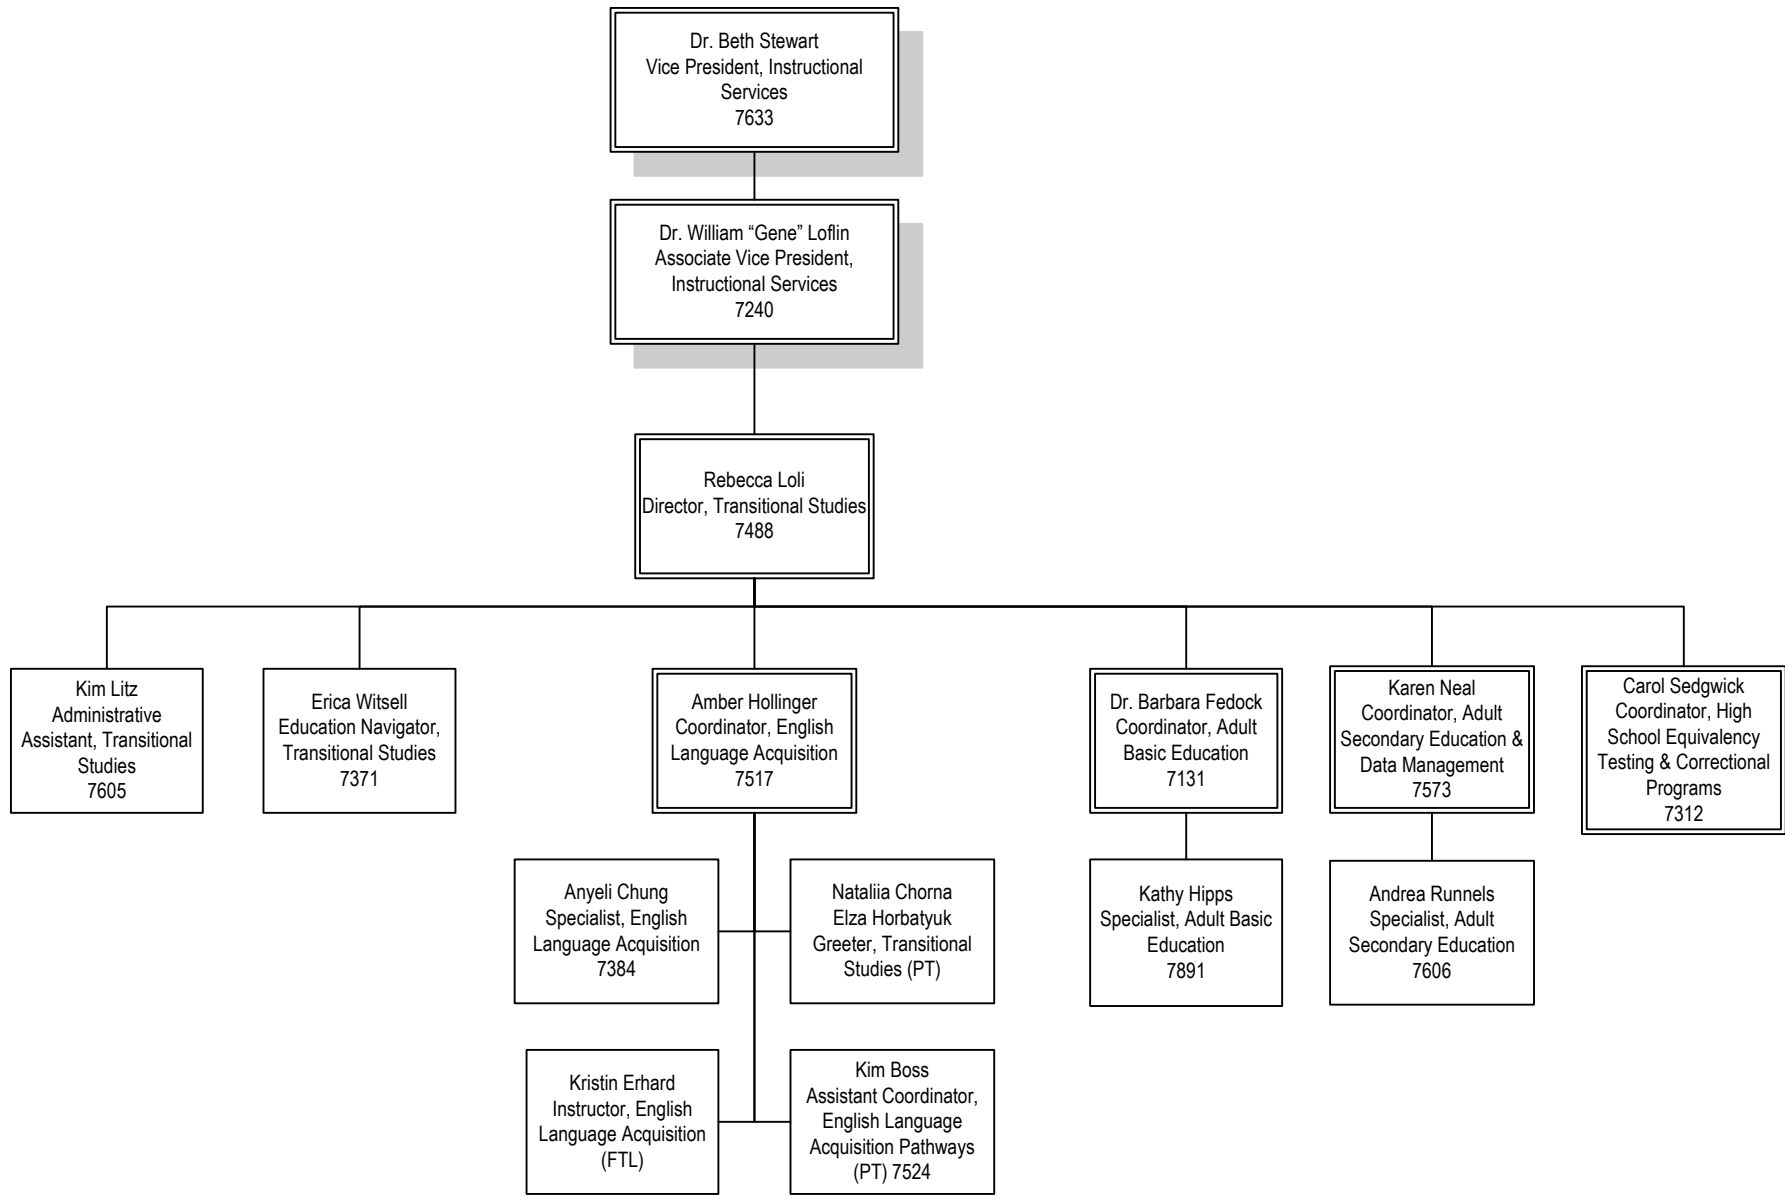 Dr. Beth Stewart
Vice President, Instructional
Services
7633
Dr. William “Gene” Loflin
Associate Vice President,
Instructional Services
7240
Rebecca Loli
Director, Transitional Studies
7488
Kim Litz
Administrative
Assistant, Transitional
Studies
7605
Erica Witsell
Education Navigator,
Transitional Studies
7371
Amber Hollinger
Coordinator, English
Language Acquisition
7517
Dr. Barbara Fedock
Coordinator, Adult
Basic Education
7131
Karen Neal
Coordinator, Adult
Secondary Education &
Data Management
7573
Carol Sedgwick
Coordinator, High
School Equivalency
Testing & Correctional
Programs
7312
Anyeli Chung
Specialist, English
Language Acquisition
7384
Nataliia Chorna
Elza Horbatyuk
Greeter, Transitional
Studies (PT)
Kathy Hipps
Specialist, Adult Basic
Education
7891
Andrea Runnels
Specialist, Adult
Secondary Education
7606
Kristin Erhard
Instructor, English
Language Acquisition
(FTL)
Kim Boss
Assistant Coordinator,
English Language
Acquisition Pathways
(PT) 7524